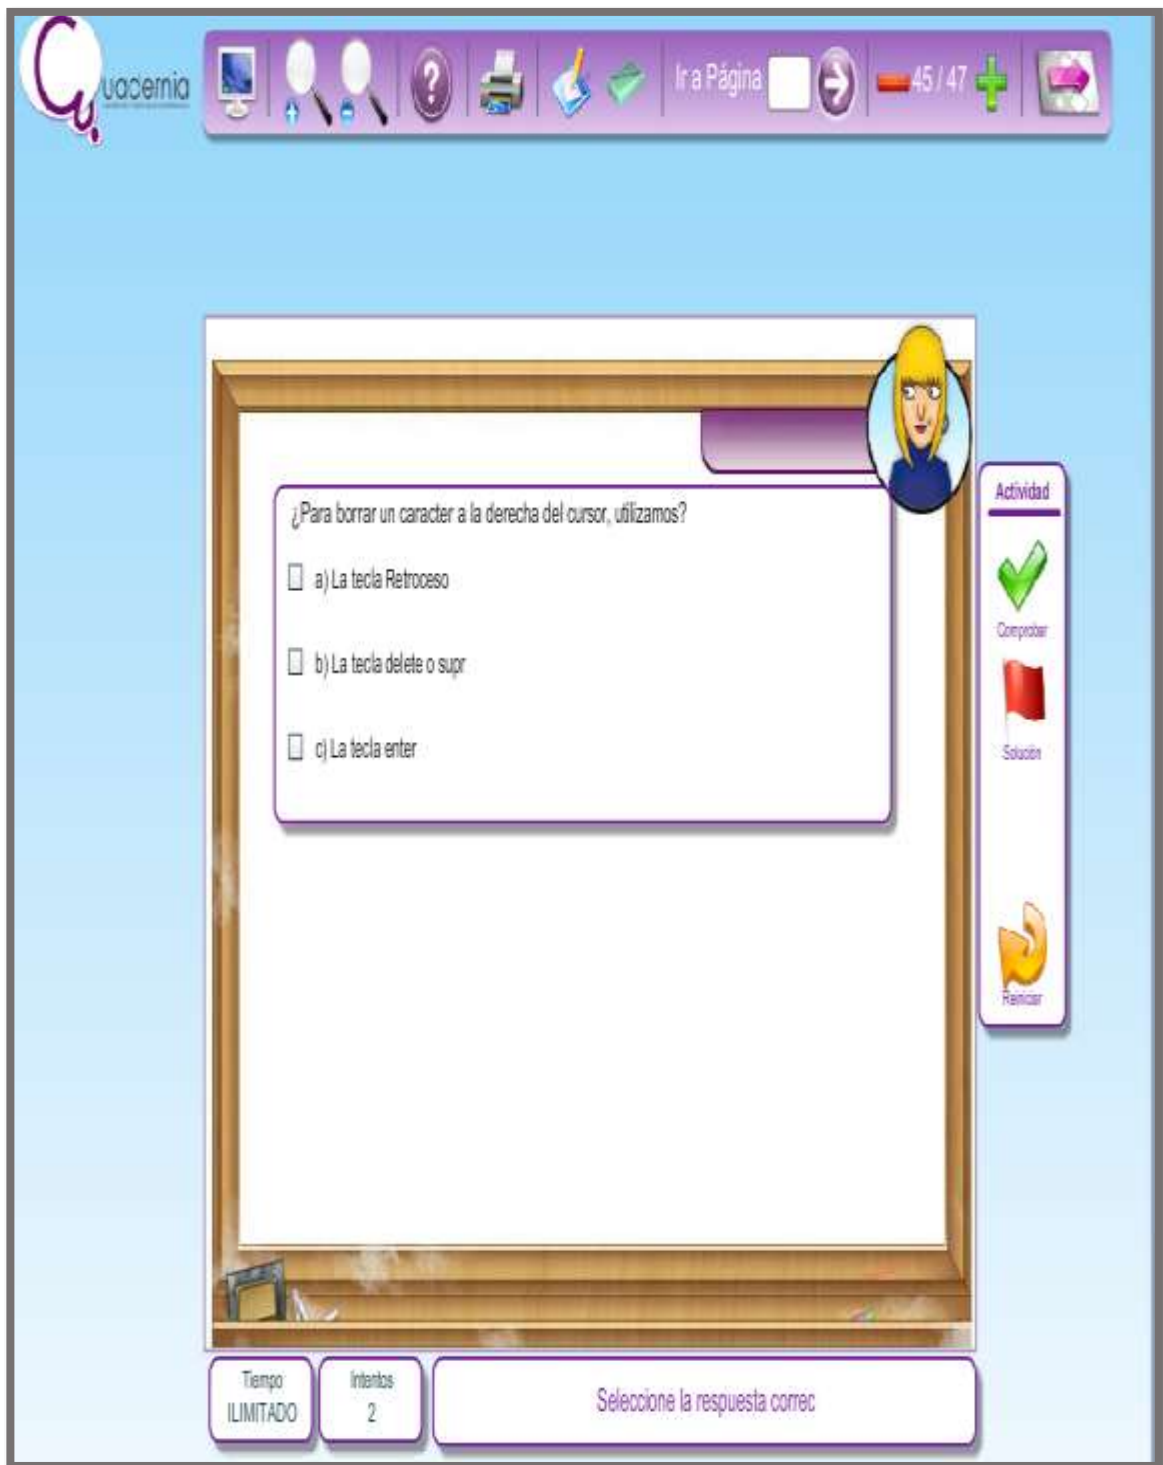 Cuadernia
Ir a Página
45 / 47
¿Para borrar un caracter a la derecha del cursor, utilizamos?
a) La tecla Retroceso
b) La tecla delete o supr
c) La tecla enter
Actividad
Comprobar
Solución
Reiniciar
Tiempo
ILIMITADO
Intentos
2
Seleccione la respuesta correc